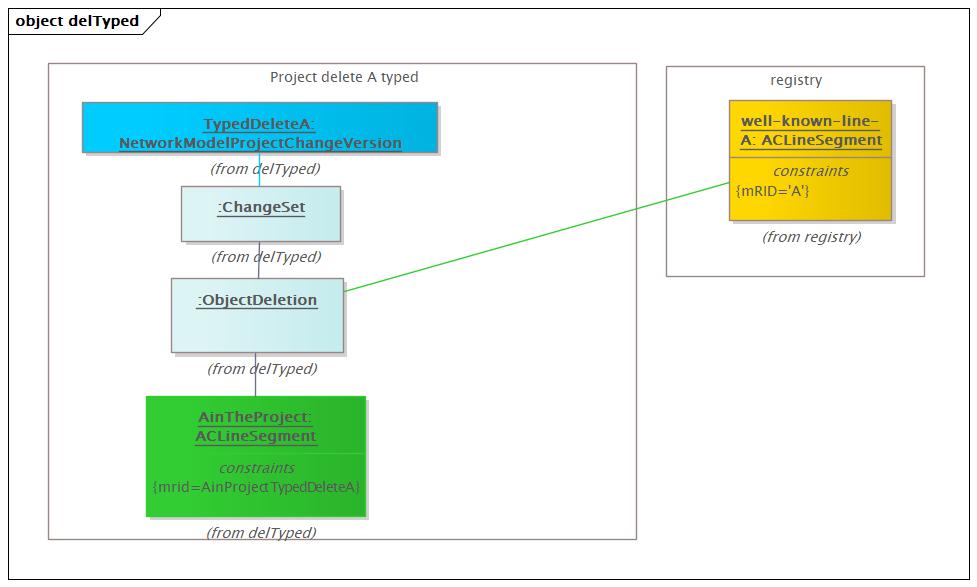 object delTyped
Project delete A typed
TypedDeleteA:
NetworkModelProjectChangeVersion
(from delTyped)
:ChangeSet
(from delTyped)
:ObjectDeletion
(from delTyped)
AinTheProject:
ACLineSegment
constraints
{mrid=AinProjectTypedDeleteA}
(from delTyped)
registry
well-known-line-
A: ACLineSegment
constraints
{mRID='A'}
(from registry)